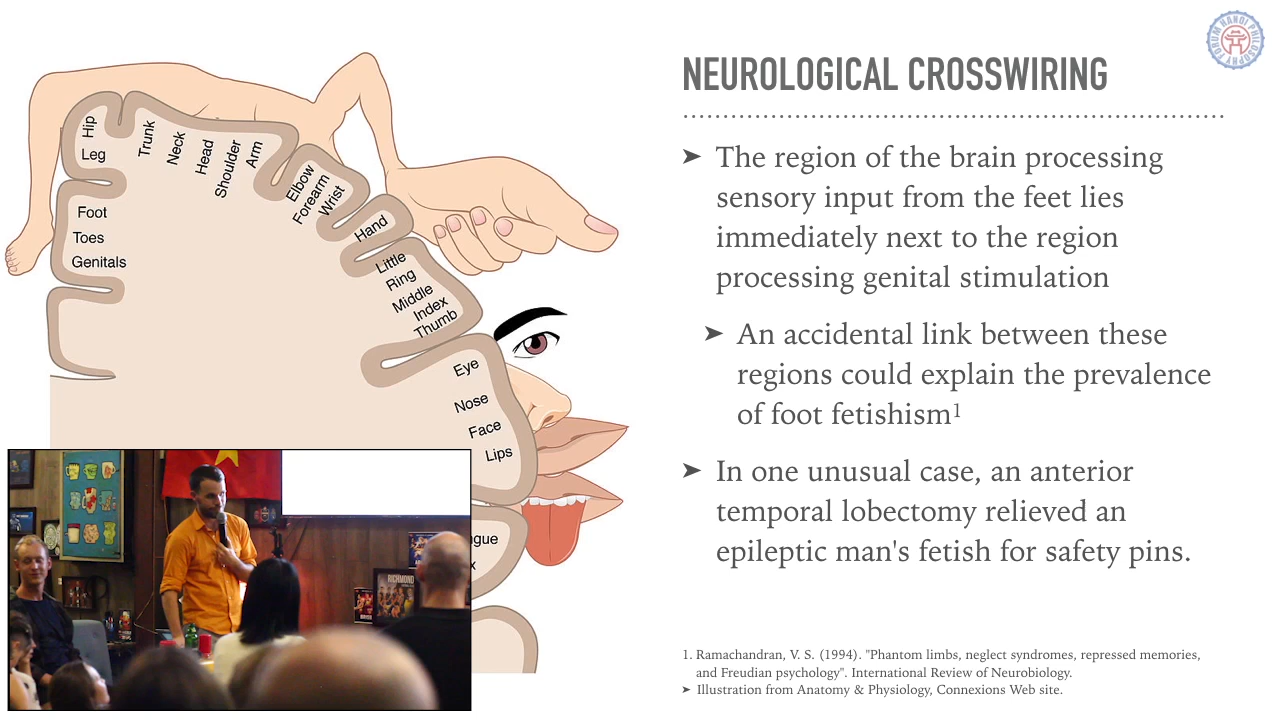 HANOI PHILOSOPHY FORUM
NEUROLOGICAL CROSSWIRING
➤ The region of the brain processing
sensory input from the feet lies
immediately next to the region
processing genital stimulation
➤ An accidental link between these
regions could explain the prevalence
of foot fetishism1
➤ In one unusual case, an anterior
temporal lobectomy relieved an
epileptic man's fetish for safety pins.
1. Ramachandran, V. S. (1994). "Phantom limbs, neglect syndromes, repressed memories,
and Freudian psychology". International Review of Neurobiology.
➤ Illustration from Anatomy & Physiology, Connexions Web site.
Hip
Leg
Foot
Toes
Genitals
Trunk
Neck
Head
Shoulder
Arm
Elbow
Forearm
Wrist
Hand
Little
Ring
Middle
Index
Thumb
Eye
Nose
Face
Lips
gue
x
RICHMOND